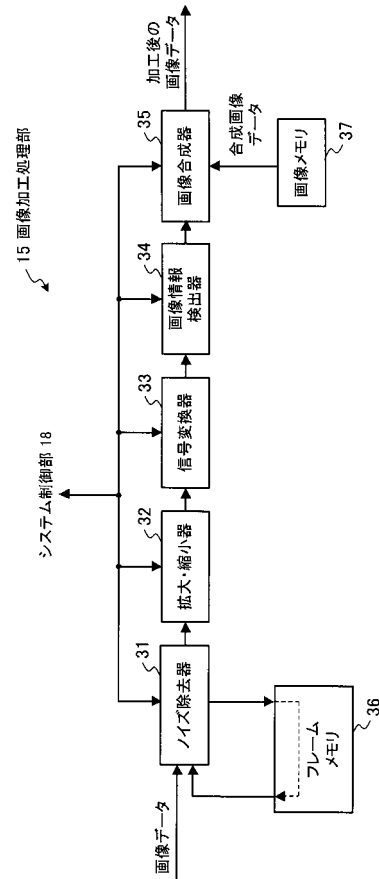 15 画像加工処理部
システム制御部 18
画像データ
31
ノイズ除去器
32
拡大・縮小器
33
信号変換器
34
画像情報
検出器
35
画像合成器
加工後の
画像データ
フレーム
メモリ
36
合成画像
データ
画像メモリ
37